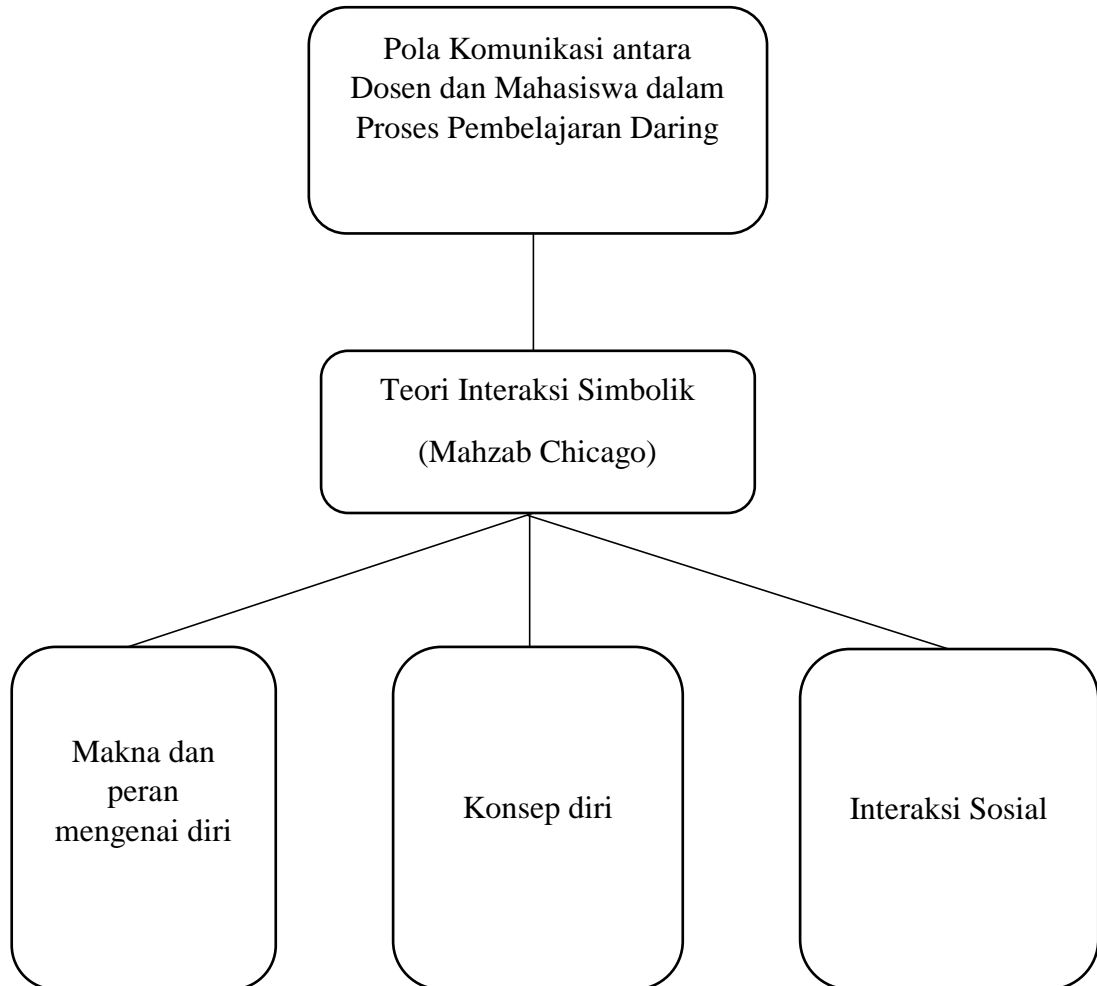 Pola Komunikasi antara
Dosen dan Mahasiswa dalam
Proses Pembelajaran Daring
Teori Interaksi Simbolik
(Mahzab Chicago)
Makna dan
peran
mengenai diri
Konsep diri
Interaksi Sosial